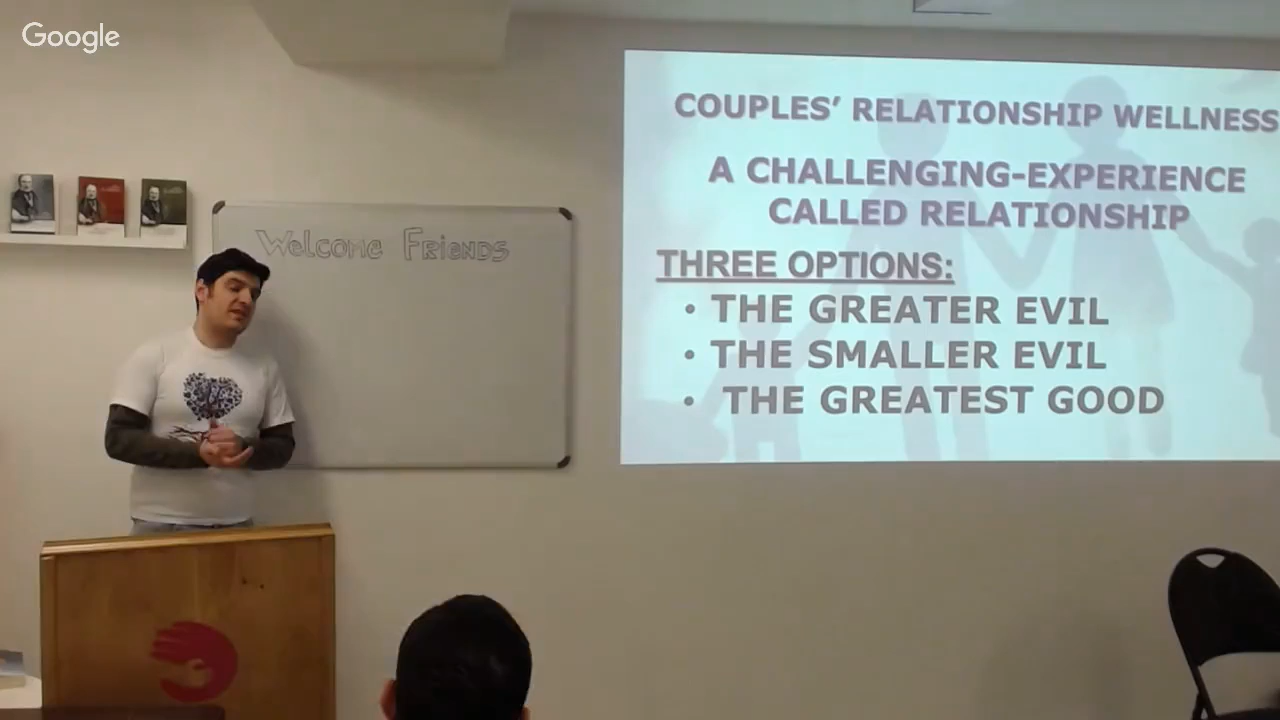 Google
Welcome Friends
COUPLES' RELATIONSHIP WELLNESS
A CHALLENGING-EXPERIENCE
CALLED RELATIONSHIP
THREE OPTIONS:
• THE GREATER EVIL
• THE SMALLER EVIL
• THE GREATEST GOOD